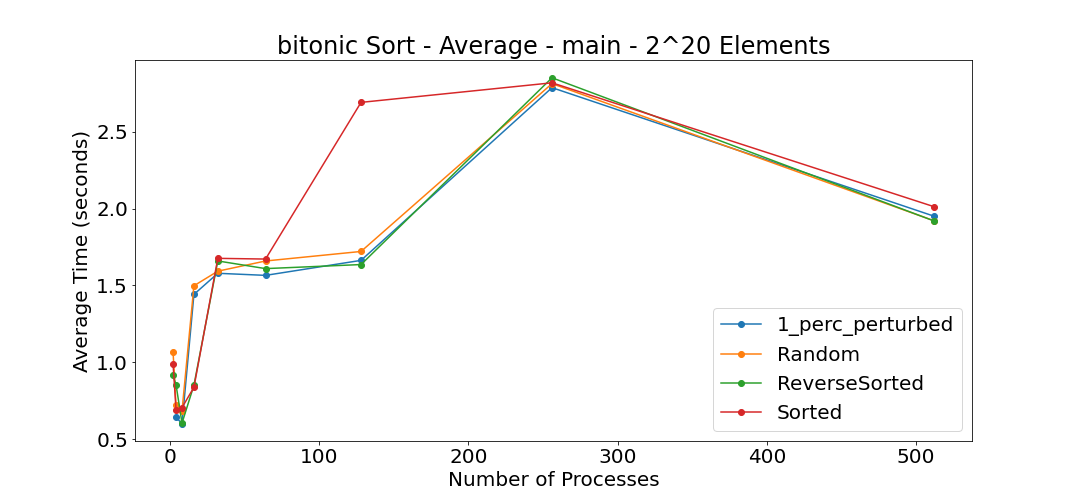 bitonic Sort - Average - main - 2^20 Elements
Average Time (seconds)
2.5
2.0
1.5
1.0
0.5
1_perc_perturbed
Random
ReverseSorted
Sorted
0 100 200 300 400 500
Number of Processes